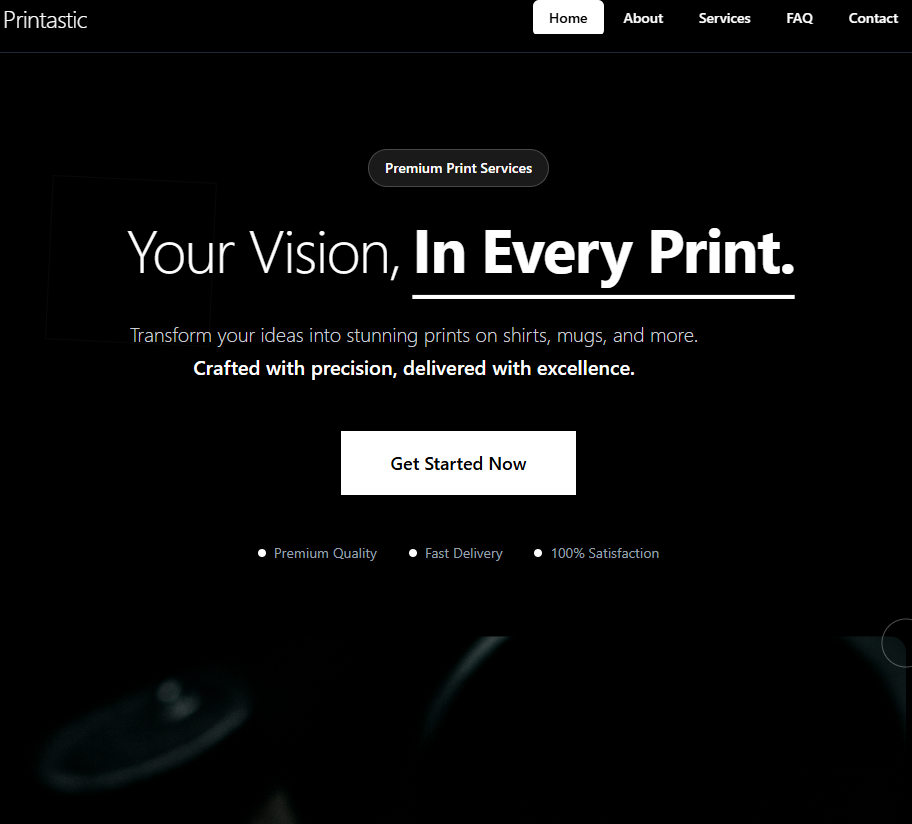 Printastic
Home About Services FAQ Contact
Premium Print Services
Your Vision, In Every Print.
Transform your ideas into stunning prints on shirts, mugs, and more.
Crafted with precision, delivered with excellence.
Get Started Now
Premium Quality Fast Delivery 100% Satisfaction